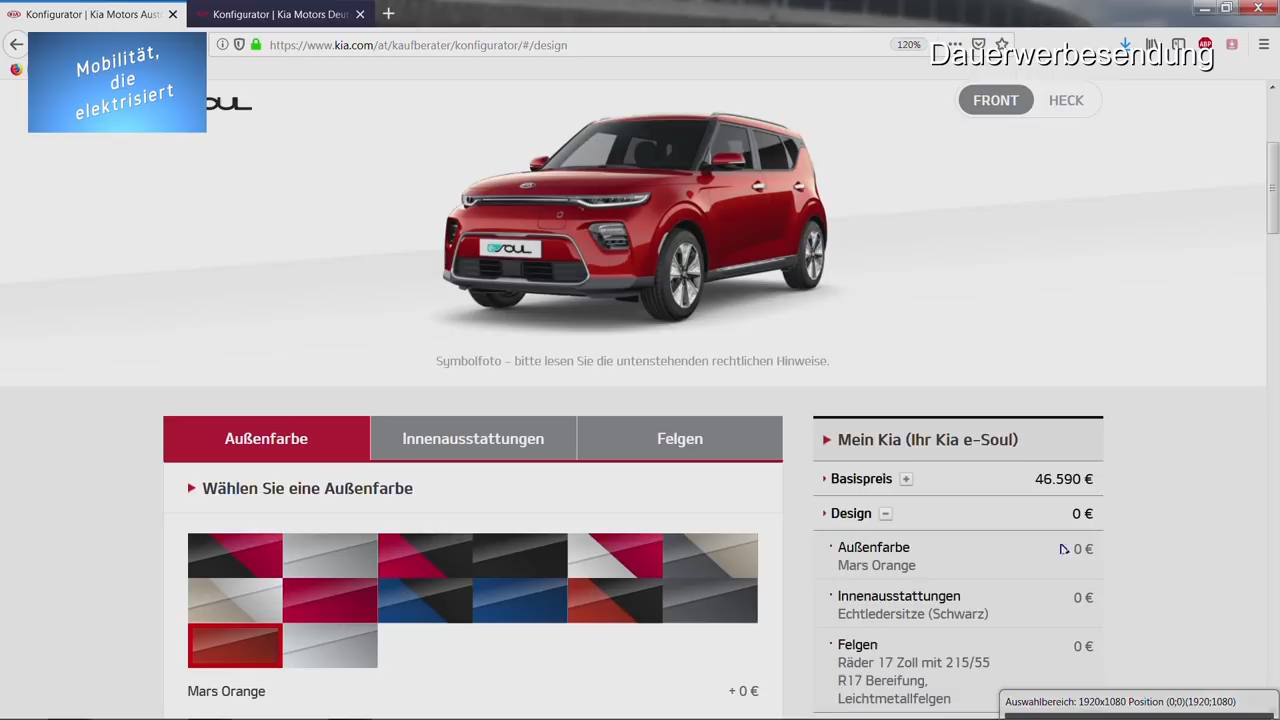 Konfigurator | Kia Motors Aust
Konfigurator | Kia Motors Deut
https://www.kia.com/at/kaufberater/konfigurator/#/design
120%
ABP
Dauerwerbesendung
Mobilität,
die
elektrisiert
OUL
FRONT
HECK
SOUL
Symbolfoto – bitte lesen Sie die untenstehenden rechtlichen Hinweise.
Außenfarbe
Innenausstattungen
Felgen
Wählen Sie eine Außenfarbe
Mars Orange
+ 0 €
Mein Kia (Ihr Kia e-Soul)
Basispreis
46.590 €
Design
0 €
Außenfarbe
0 €
Mars Orange
Innenausstattungen
0 €
Echtledersitze (Schwarz)
Felgen
0 €
Räder 17 Zoll mit 215/55
R17 Bereifung,
Leichtmetallfelgen
Auswahlbereich: 1920x1080 Position (0;0)(1920;1080)